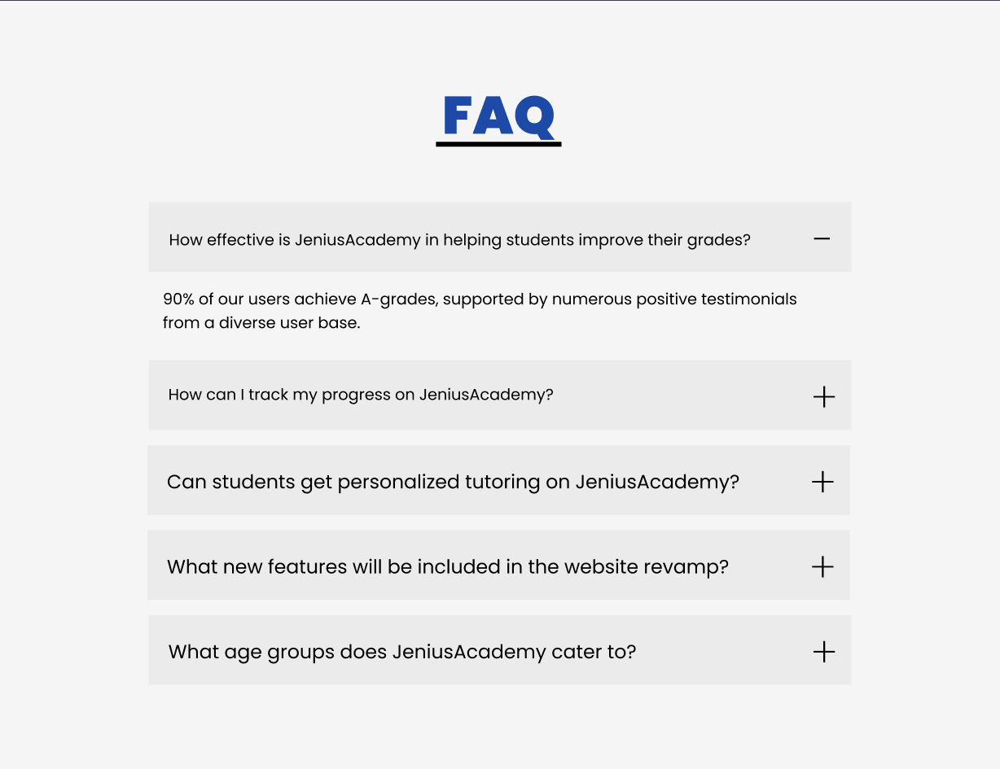 FAQ
How effective is JeniusAcademy in helping students improve their grades?
90% of our users achieve A-grades, supported by numerous positive testimonials
from a diverse user base.
How can I track my progress on JeniusAcademy?
Can students get personalized tutoring on JeniusAcademy?
What new features will be included in the website revamp?
What age groups does JeniusAcademy cater to?